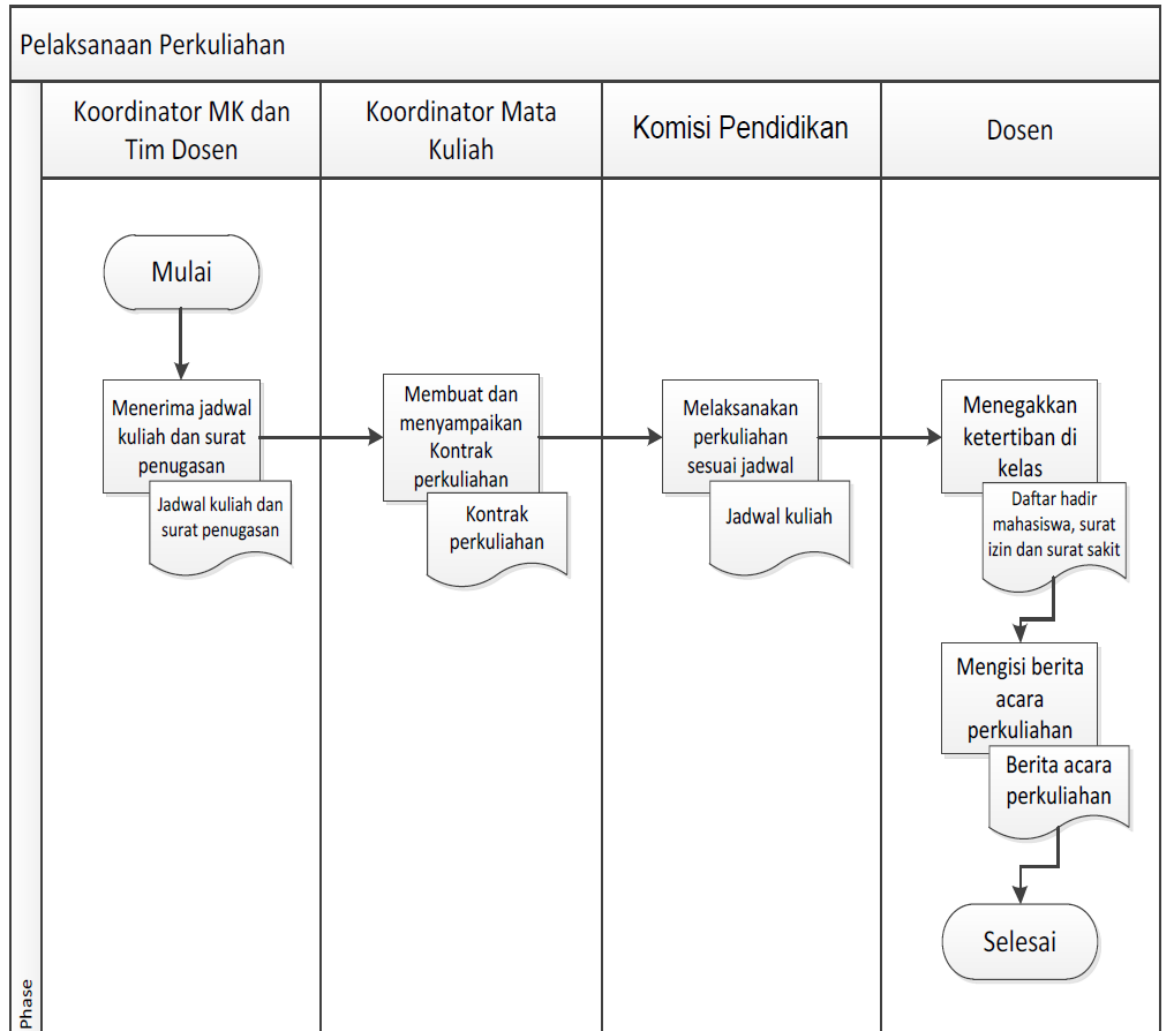 Pelaksanaan Perkuliahan
Koordinator MK dan
Tim Dosen
Koordinator Mata
Kuliah
Komisi Pendidikan
Dosen
Mulai
Menerima jadwal
kuliah dan surat
penugasan
Jadwal kuliah dan
surat penugasan
Membuat dan
menyampaikan
Kontrak
perkuliahan
Kontrak
perkuliahan
Melaksanakan
perkuliahan
sesuai jadwal
Jadwal kuliah
Menegakkan
ketertiban di
kelas
Daftar hadir
mahasiswa, surat
izin dan surat sakit
Mengisi berita
acara
perkuliahan
Berita acara
perkuliahan
Selesai
Phase